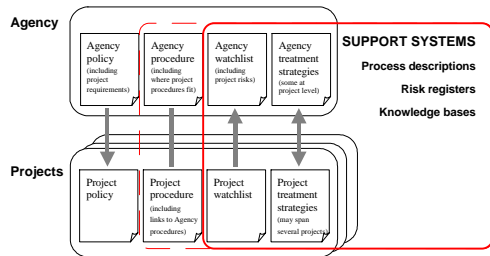 Agency
Agency
policy
(including
project
requirements)
Agency
procedure
(including
where project
procedures fit)
Agency
watchlist
(including
project risks)
Agency
treatment
strategies
(some at
project level)
SUPPORT SYSTEMS
Process descriptions
Risk registers
Knowledge bases
Projects
Project
policy
Project
procedure
(including
links to Agency
procedures)
Project
watchlist
Project
treatment
strategies
(may span
several projects)